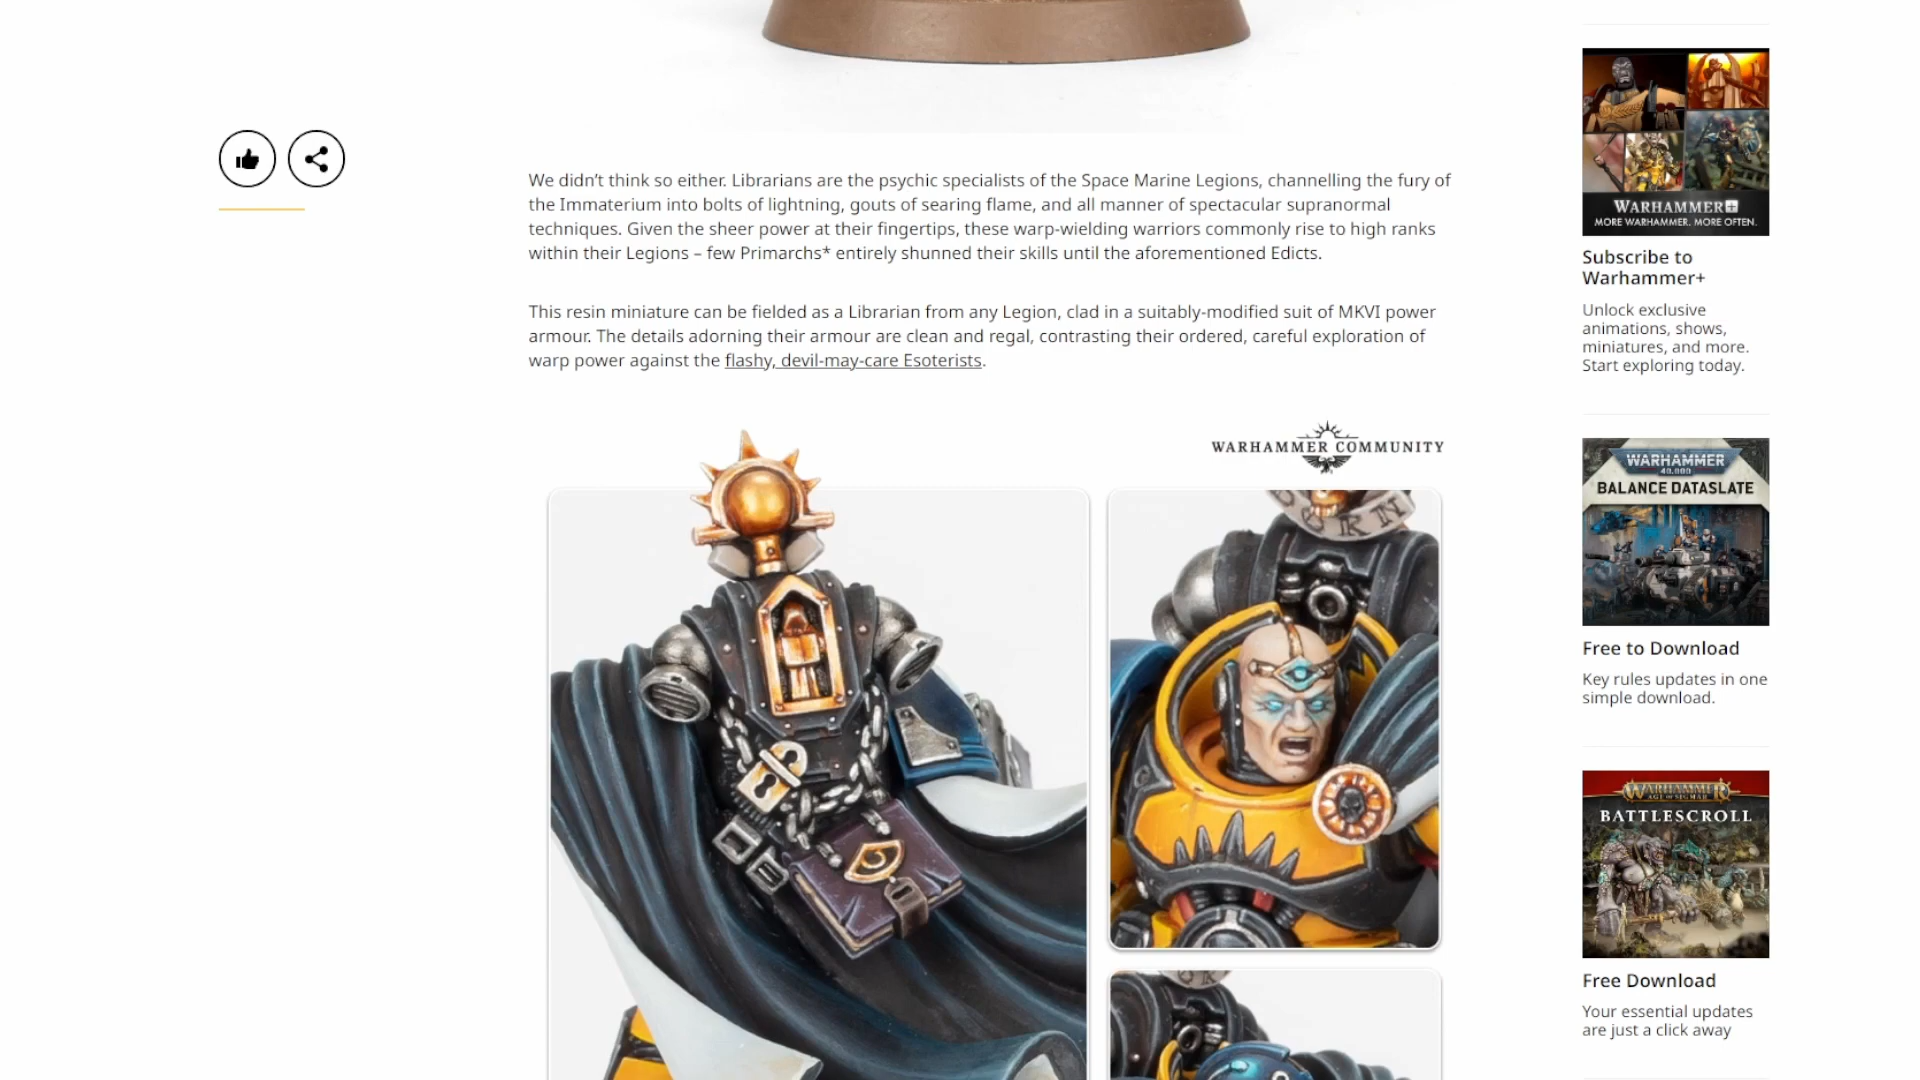 We didn’t think so either. Librarians are the psychic specialists of the Space Marine Legions, channelling the fury of
the Immaterium into bolts of lightning, gouts of searing flame, and all manner of spectacular supranormal
techniques. Given the sheer power at their fingertips, these warp-wielding warriors commonly rise to high ranks
within their Legions – few Primarchs* entirely shunned their skills until the aforementioned Edicts.
This resin miniature can be fielded as a Librarian from any Legion, clad in a suitably-modified suit of MKVI power
armour. The details adorning their armour are clean and regal, contrasting their ordered, careful exploration of
warp power against the flashy, devil-may-care Esoterists.
WARHAMMER COMMUNITY
WARHAMMER+
MORE WARHAMMER. MORE OFTEN.
Subscribe to
Warhammer+
Unlock exclusive
animations, shows,
miniatures, and more.
Start exploring today.
WARHAMMER
40,000
BALANCE DATASLATE
Free to Download
Key rules updates in one
simple download.
WARHAMMER
AGE OF SIGMAR
BATTLESCROLL
Free Download
Your essential updates
are just a click away